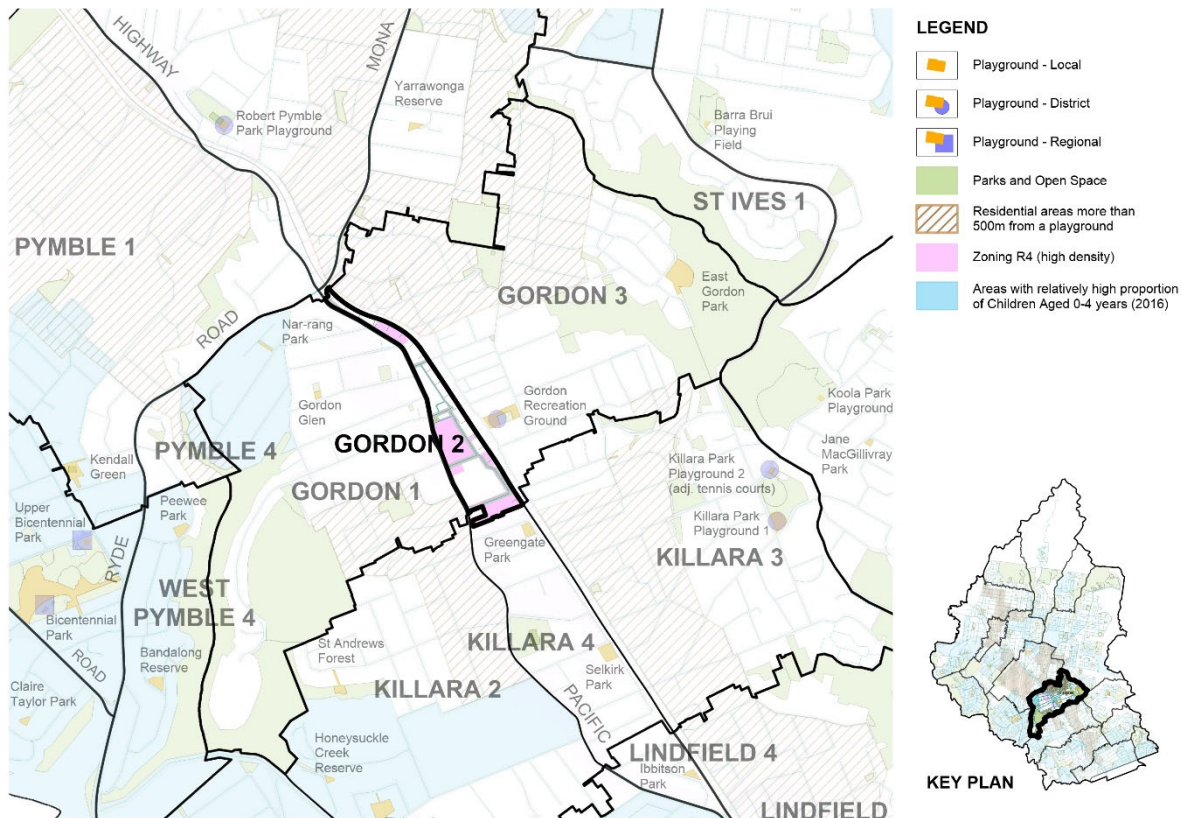 HIGHWAY
MONA
Yarrawonga
Reserve
Robert Pymble
Park Playground
Barra Brui
Playing
Field
ST IVES 1
PYMBLE 1
GORDON 3
East
Gordon
Park
ROAD
Nar-rang
Park
Gordon
Glen
Gordon
Recreation
Ground
Koola Park
Playground
GORDON 2
PYMBLE 4
Kendall
Green
Jane
MacGillivray
Park
Killara Park
Playground 2
(adj. tennis courts)
GORDON 1
Peewee
Park
Upper
Bicentennial
Park
Killara Park
Playground 1
Greengate
Park
KILLARA 3
RYDE
WEST
PYMBLE 4
Bicentennial
Park
ROAD
Bandalong
Reserve
St Andrews
Forest
KILLARA 4
Selkirk
Park
KILLARA 2
Claire
Taylor Park
PACIFIC
Honeysuckle
Creek
Reserve
LINDFIELD 4
Ibbitson
Park
LINDFIELD
LEGEND
Playground - Local
Playground - District
Playground - Regional
Parks and Open Space
Residential areas more than
500m from a playground
Zoning R4 (high density)
Areas with relatively high proportion
of Children Aged 0-4 years (2016)
KEY PLAN